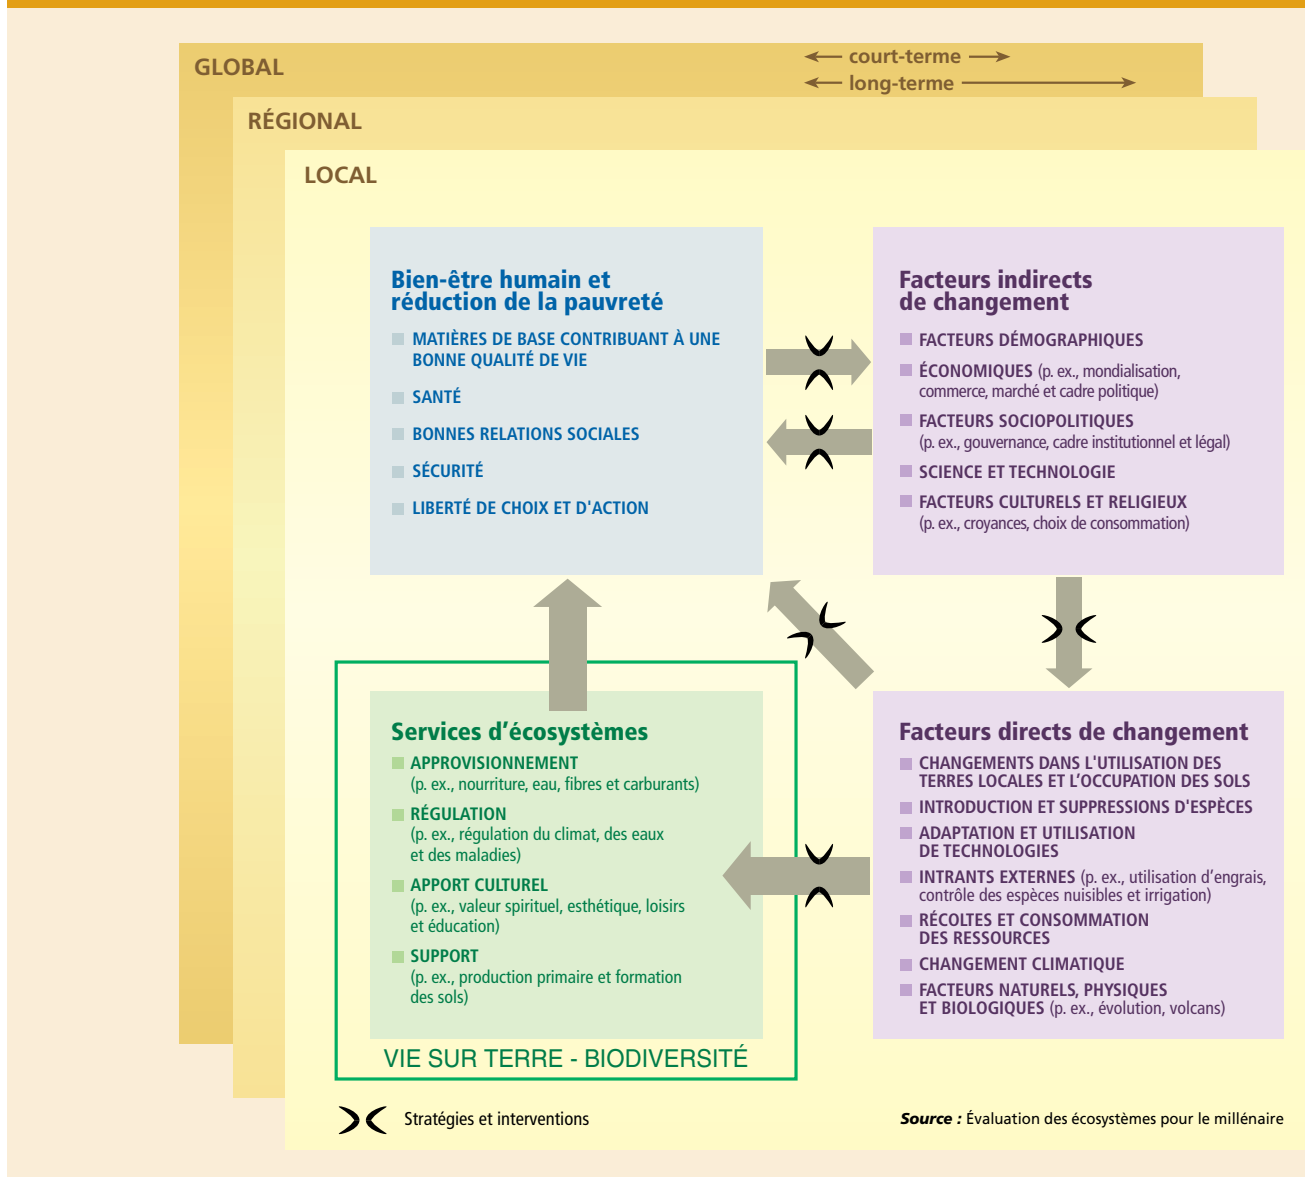 GLOBAL
court-terme
long-terme
RÉGIONAL
LOCAL
Bien-être humain et
réduction de la pauvreté
MATIÈRES DE BASE CONTRIBUANT À UNE
BONNE QUALITÉ DE VIE
SANTÉ
BONNES RELATIONS SOCIALES
SÉCURITÉ
LIBERTÉ DE CHOIX ET D'ACTION
Facteurs indirects
de changement
FACTEURS DÉMOGRAPHIQUES
ÉCONOMIQUES (p. ex., mondialisation,
commerce, marché et cadre politique)
FACTEURS SOCIOPOLITIQUES
(p. ex., gouvernance, cadre institutionnel et légal)
SCIENCE ET TECHNOLOGIE
FACTEURS CULTURELS ET RELIGIEUX
(p. ex., croyances, choix de consommation)
Services d’écosystèmes
APPROVISIONNEMENT
(p. ex., nourriture, eau, fibres et carburants)
RÉGULATION
(p. ex., régulation du climat, des eaux
et des maladies)
APPORT CULTUREL
(p. ex., valeur spirituel, esthétique, loisirs
et éducation)
SUPPORT
(p. ex., production primaire et formation
des sols)
VIE SUR TERRE - BIODIVERSITÉ
Facteurs directs de changement
CHANGEMENTS DANS L'UTILISATION DES
TERRES LOCALES ET L’OCCUPATION DES SOLS
INTRODUCTION ET SUPPRESSIONS D'ESPÈCES
ADAPTATION ET UTILISATION
DE TECHNOLOGIES
INTRANTS EXTERNES (p. ex., utilisation d’engrais,
contrôle des espèces nuisibles et irrigation)
RÉCOLTES ET CONSOMMATION
DES RESSOURCES
CHANGEMENT CLIMATIQUE
FACTEURS NATURELS, PHYSIQUES
ET BIOLOGIQUES (p. ex., évolution, volcans)
Stratégies et interventions
Source : Évaluation des écosystèmes pour le millénaire